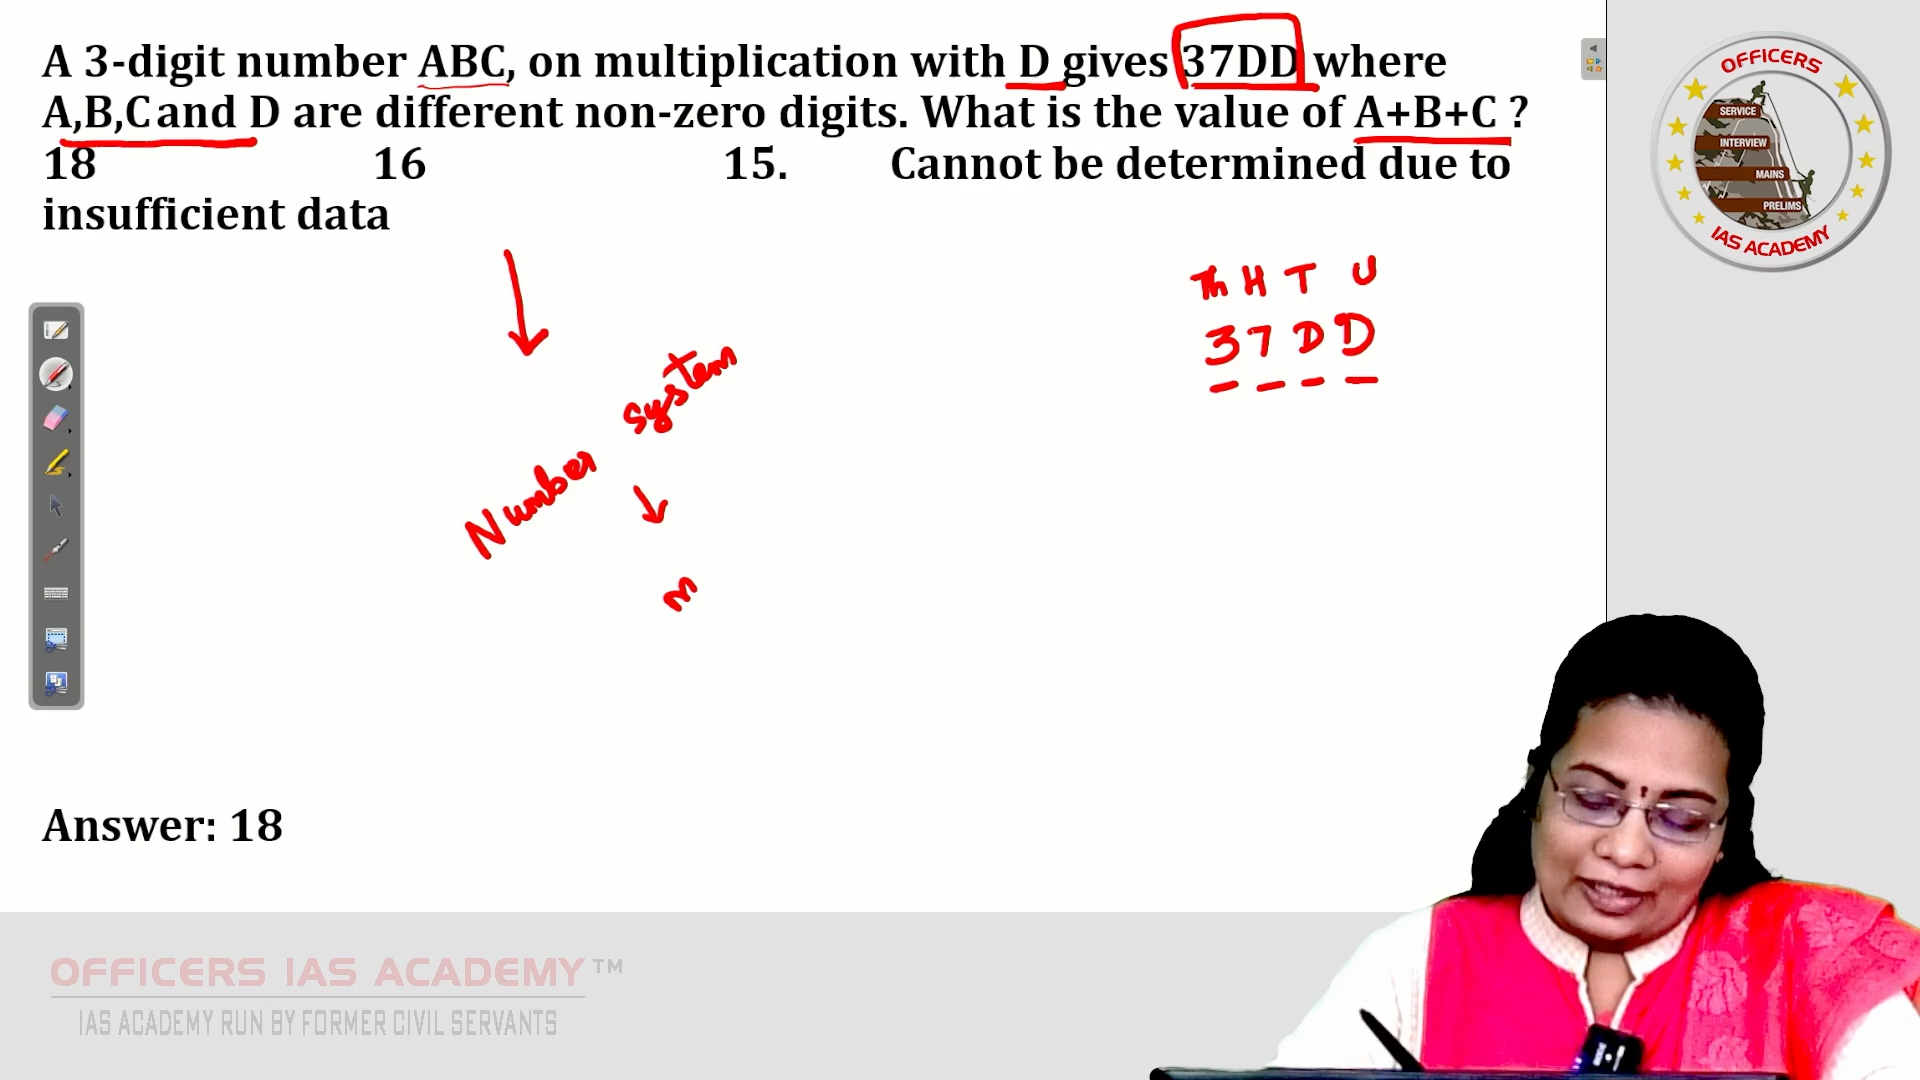 A 3-digit number ABC, on multiplication with D gives 37DD where
A,B,C and D are different non-zero digits. What is the value of A+B+C ?
18 16 15. Cannot be determined due to
insufficient data
Th H T U
37DD
Number system
m
Answer: 18
OFFICERS
SERVICE
INTERVIEW
MAINS
PRELIMS
IAS ACADEMY
OFFICERS IAS ACADEMY™
IAS ACADEMY RUN BY FORMER CIVIL SERVANTS